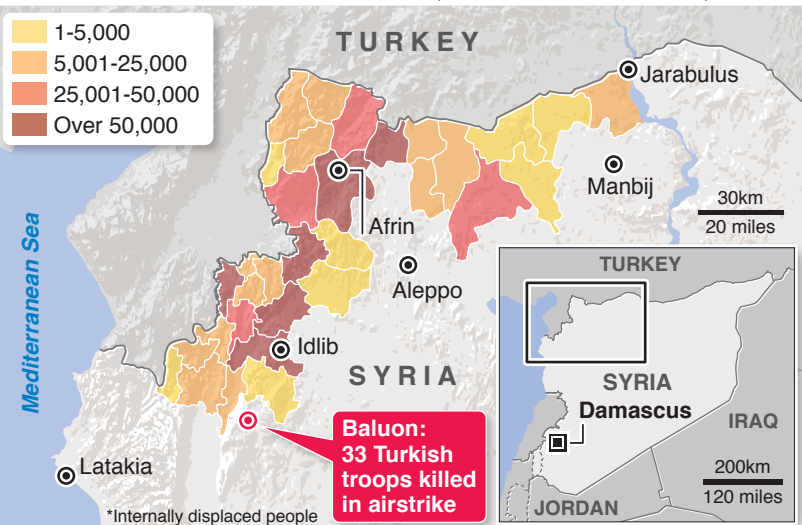 1-5,000
5,001-25,000
25,001-50,000
Over 50,000
TURKEY
Jarabulus
Manbij
30km
20 miles
Afrin
Mediterranean Sea
Aleppo
Idlib
SYRIA
Baluon:
33 Turkish
troops killed
in airstrike
Latakia
*Internally displaced people
TURKEY
SYRIA
Damascus
IRAQ
200km
120 miles
JORDAN